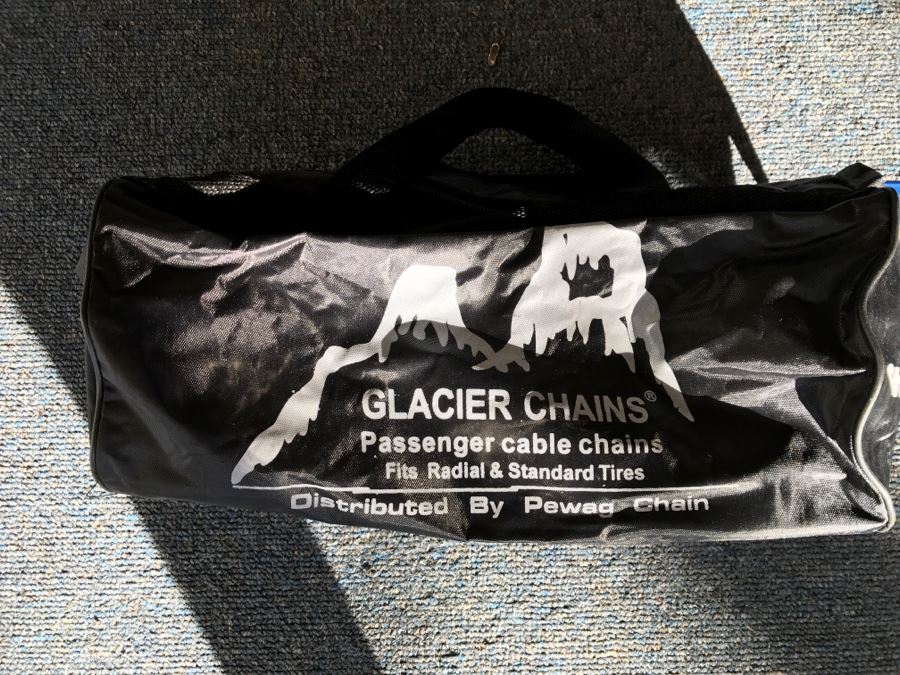 GLACIER CHAINS®
Passenger cable chains
Fits Radial & Standard Tires
Distributed By Pewag Chain